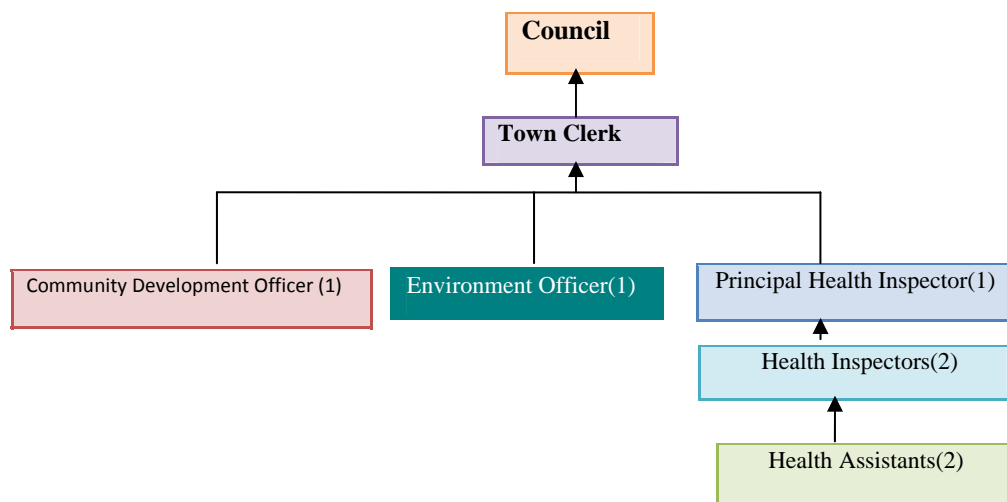 Council
Town Clerk
Community Development Officer (1)
Environment Officer(1)
Principal Health Inspector(1)
Health Inspectors(2)
Health Assistants(2)